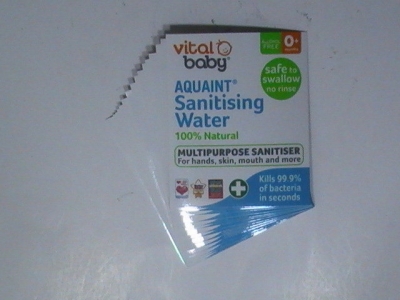 vital
baby
FREE
0+
months
safe to
swallow
no rinse
AQUAINT®
Sanitising
Water
100% Natural
MULTIPURPOSE SANITISER
For hands, skin, mouth and more
Kills 99.9%
of bacteria
in seconds